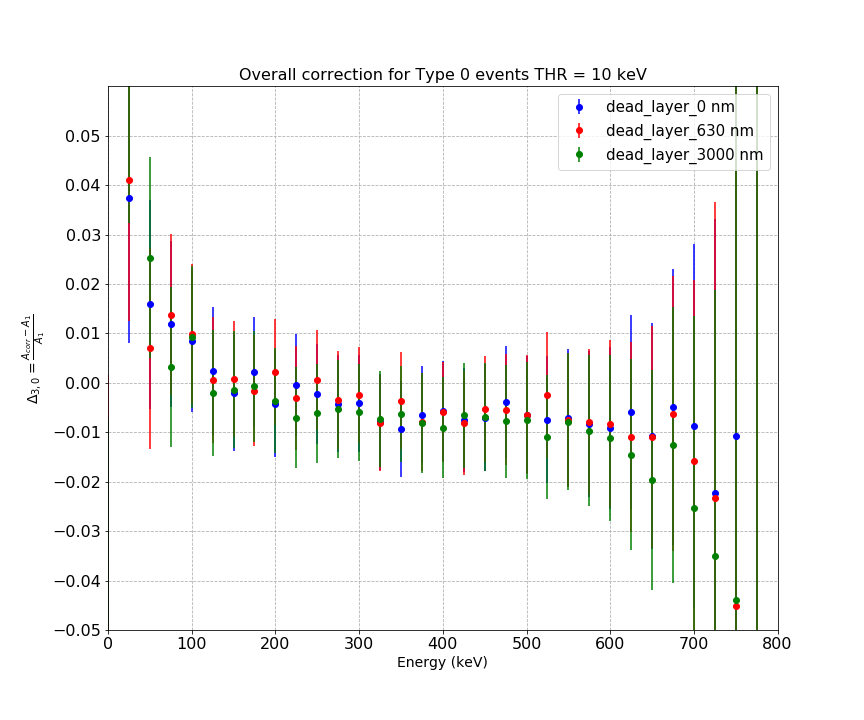 Overall correction for Type 0 events THR = 10 keV
dead_layer_0 nm
dead_layer_630 nm
dead_layer_3000 nm
0.05
0.04
0.03
0.02
0.01
0.00
−0.01
−0.02
−0.03
−0.04
−0.05
Δ₃,₀ = (A_corr − A₁)/A₁
0 100 200 300 400 500 600 700 800
Energy (keV)